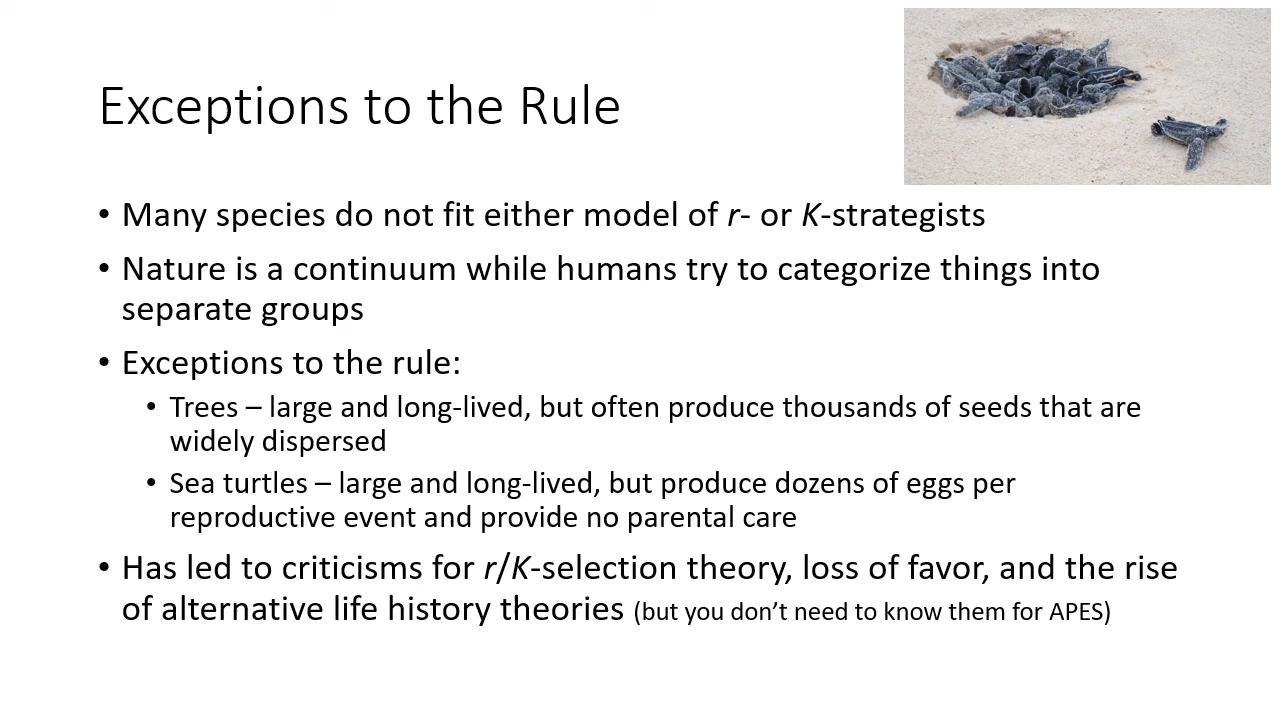 Exceptions to the Rule
• Many species do not fit either model of r- or K-strategists
• Nature is a continuum while humans try to categorize things into
separate groups
• Exceptions to the rule:
• Trees – large and long-lived, but often produce thousands of seeds that are
widely dispersed
• Sea turtles – large and long-lived, but produce dozens of eggs per
reproductive event and provide no parental care
• Has led to criticisms for r/K-selection theory, loss of favor, and the rise
of alternative life history theories (but you don’t need to know them for APES)